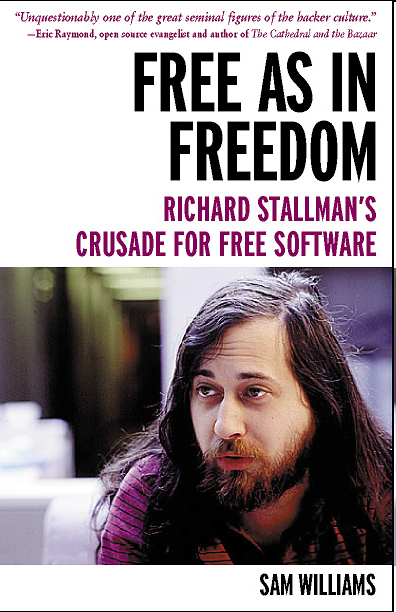 “Unquestionably one of the great seminal figures of the hacker culture.”
—Eric Raymond, open source evangelist and author of The Cathedral and the Bazaar
FREE AS IN
FREEDOM
RICHARD STALLMAN’S
CRUSADE FOR FREE SOFTWARE
SAM WILLIAMS